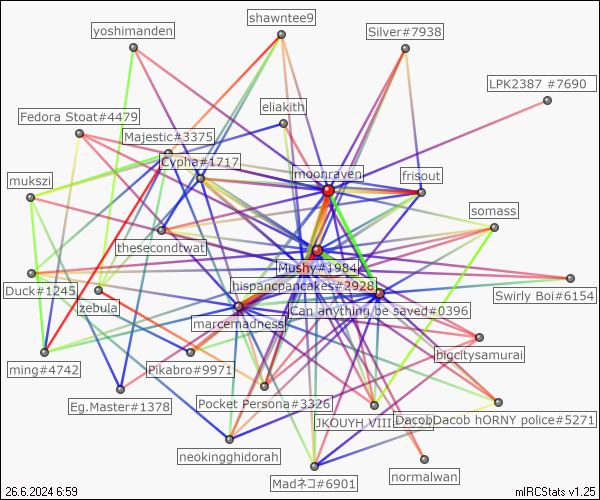 shawntee9
yoshimanden
Silver#7938
LPK2387 #7690
eliakith
Fedora Stoat#4479
Majestic#3375
Cypha#1717
moonraven
frisout
mukszi
somass
thesecondtwat
Mushy#1984
Duck#1245
hispanicpancakes#2928
Swirly Boi#6154
zebula
Can anything be saved#0396
marcemadness
bigcitysamurai
ming#4742
Pikabro#9971
Eg.Master#1378
Pocket Persona#3326
JKOUYH VIII
DacobDacob hORNY police#5271
neokingghidorah
normalwan
Madネコ#6901
26.6.2024 6:59
mIRCStats v1.25